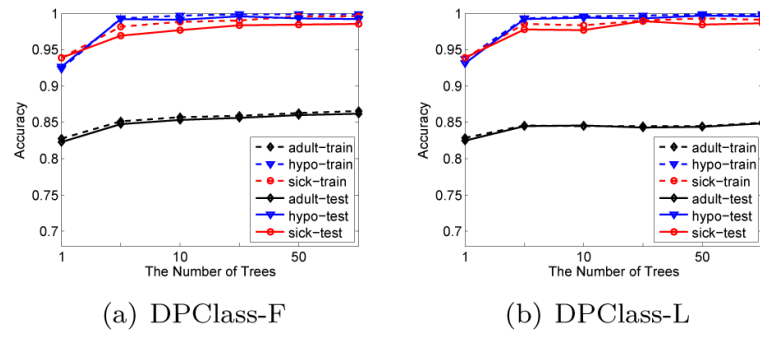 1
0.95
0.9
0.85
0.8
0.75
0.7
Accuracy
adult−train
hypo−train
sick−train
adult−test
hypo−test
sick−test
1
10
50
The Number of Trees
(a) DPClass-F
1
0.95
0.9
0.85
0.8
0.75
0.7
Accuracy
adult−train
hypo−train
sick−train
adult−test
hypo−test
sick−test
1
10
50
The Number of Trees
(b) DPClass-L